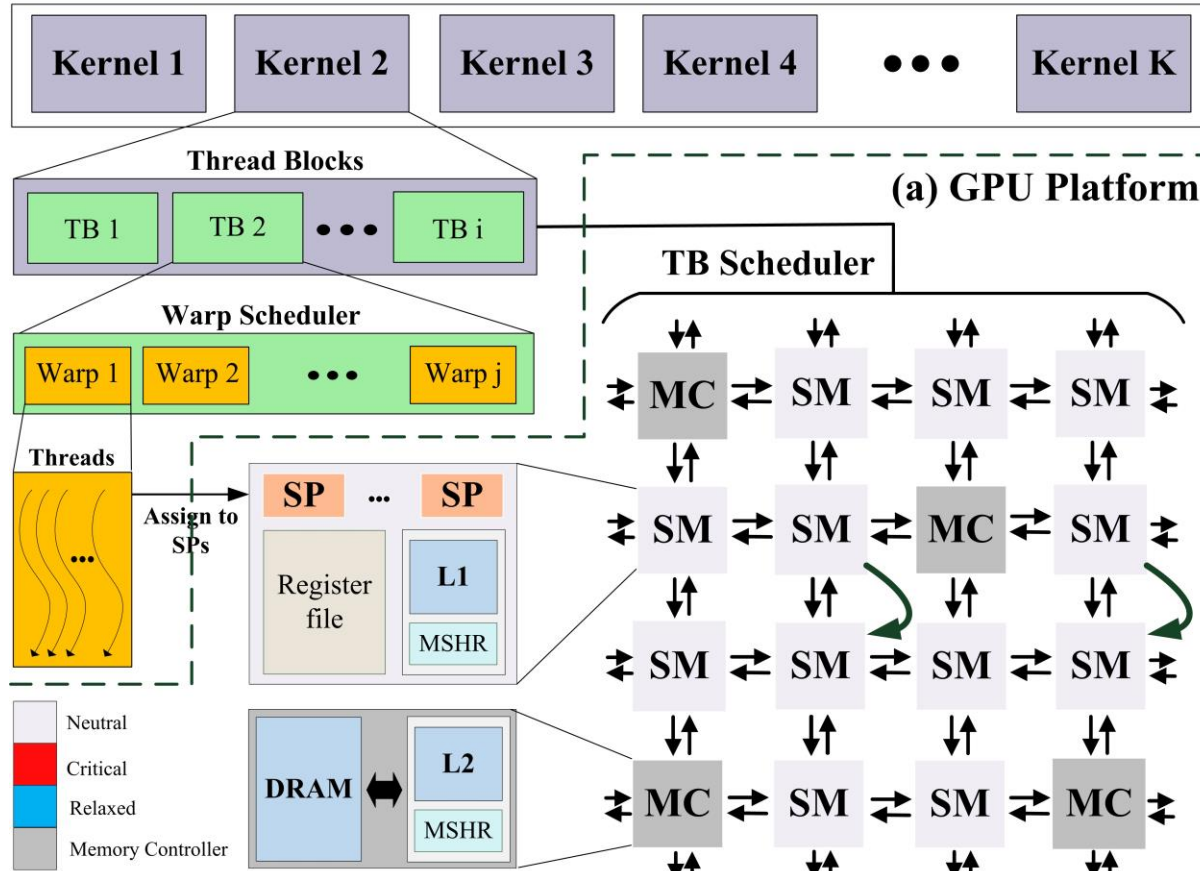 Kernel 1 Kernel 2 Kernel 3 Kernel 4 ••• Kernel K
Thread Blocks
(a) GPU Platform
TB 1 TB 2 ••• TB i
TB Scheduler
Warp Scheduler
Warp 1 Warp 2 ••• Warp j
MC SM SM SM
Threads
...
Assign to
SPs
SP ... SP
Register
file
L1
MSHR
SM SM MC SM
SM SM SM SM
Neutral
Critical
Relaxed
Memory Controller
DRAM
L2
MSHR
MC SM SM MC